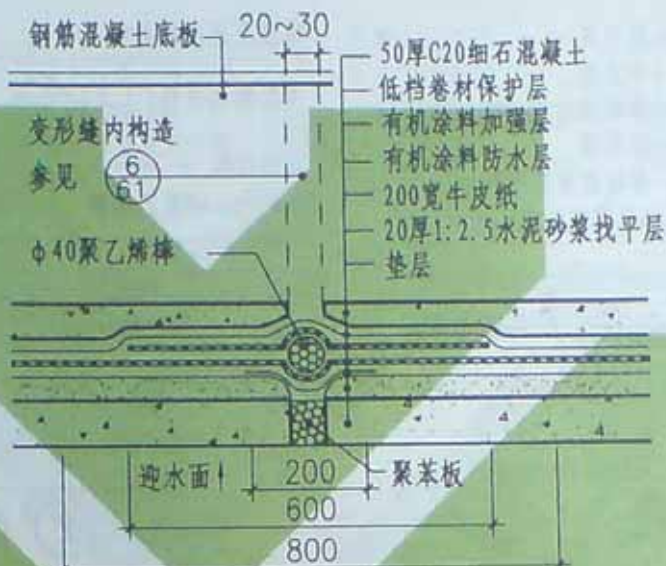 钢筋混凝土底板
20~30
50厚C20细石混凝土
低档卷材保护层
变形缝内构造
有机涂料加强层
参见
6
61
有机涂料防水层
200宽牛皮纸
20厚1:2.5水泥砂浆找平层
φ40聚乙烯棒
垫层
迎水面
200
聚苯板
600
800